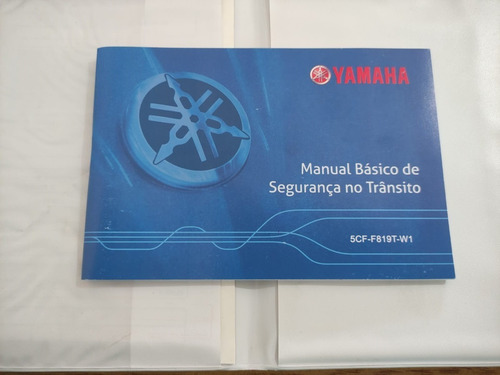 YAMAHA
Manual Básico de
Segurança no Trânsito
5CF-F819T-W1